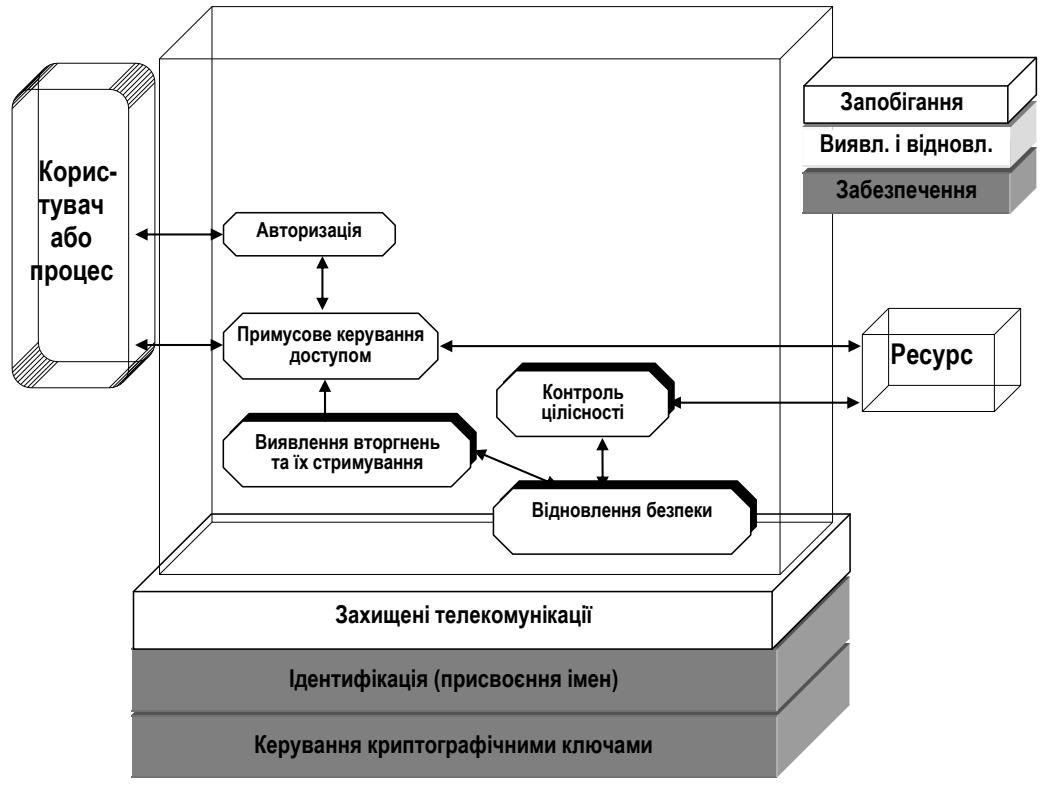 Запобігання
Виявл. і відновл.
Забезпечення
Корис-
тувач
або
процес
Авторизація
Примусове керування
доступом
Ресурс
Контроль
цілісності
Виявлення вторгнень
та їх стримування
Відновлення безпеки
Захищені телекомунікації
Ідентифікація (присвоєння імен)
Керування криптографічними ключами